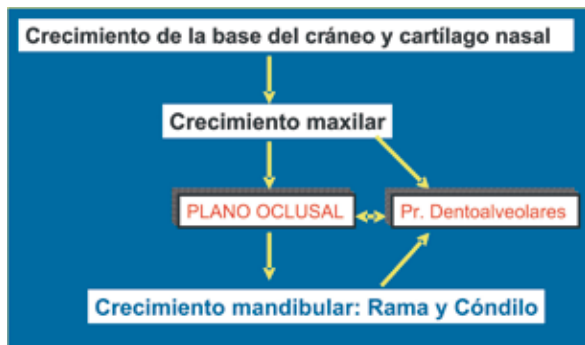 Crecimiento de la base del cráneo y cartílago nasal
Crecimiento maxilar
PLANO OCLUSAL
Pr. Dentoalveolares
Crecimiento mandibular: Rama y Cóndilo